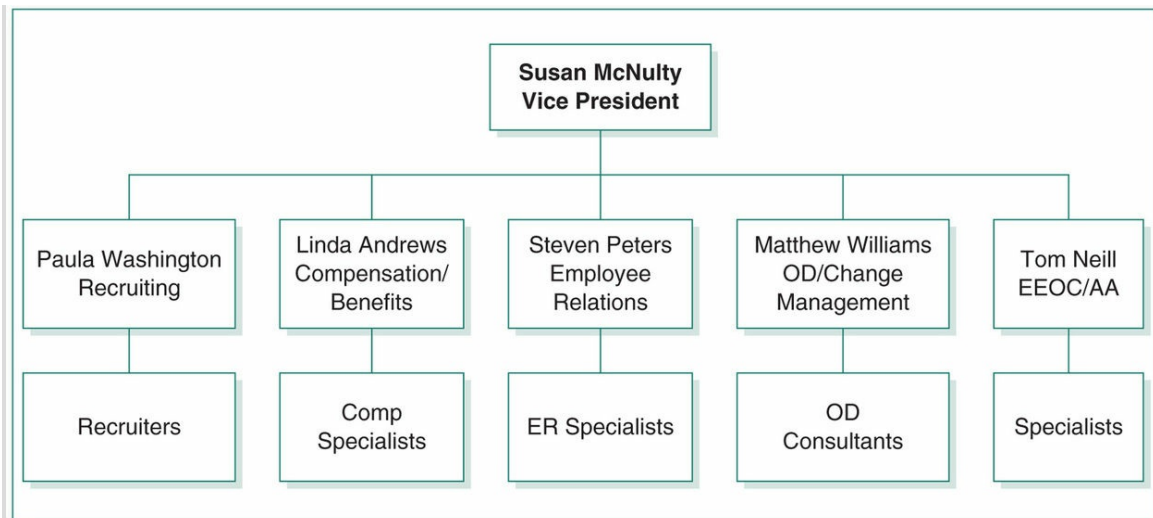 Susan McNulty
Vice President
Paula Washington
Recruiting
Linda Andrews
Compensation/
Benefits
Steven Peters
Employee
Relations
Matthew Williams
OD/Change
Management
Tom Neill
EEOC/AA
Recruiters
Comp
Specialists
ER Specialists
OD
Consultants
Specialists